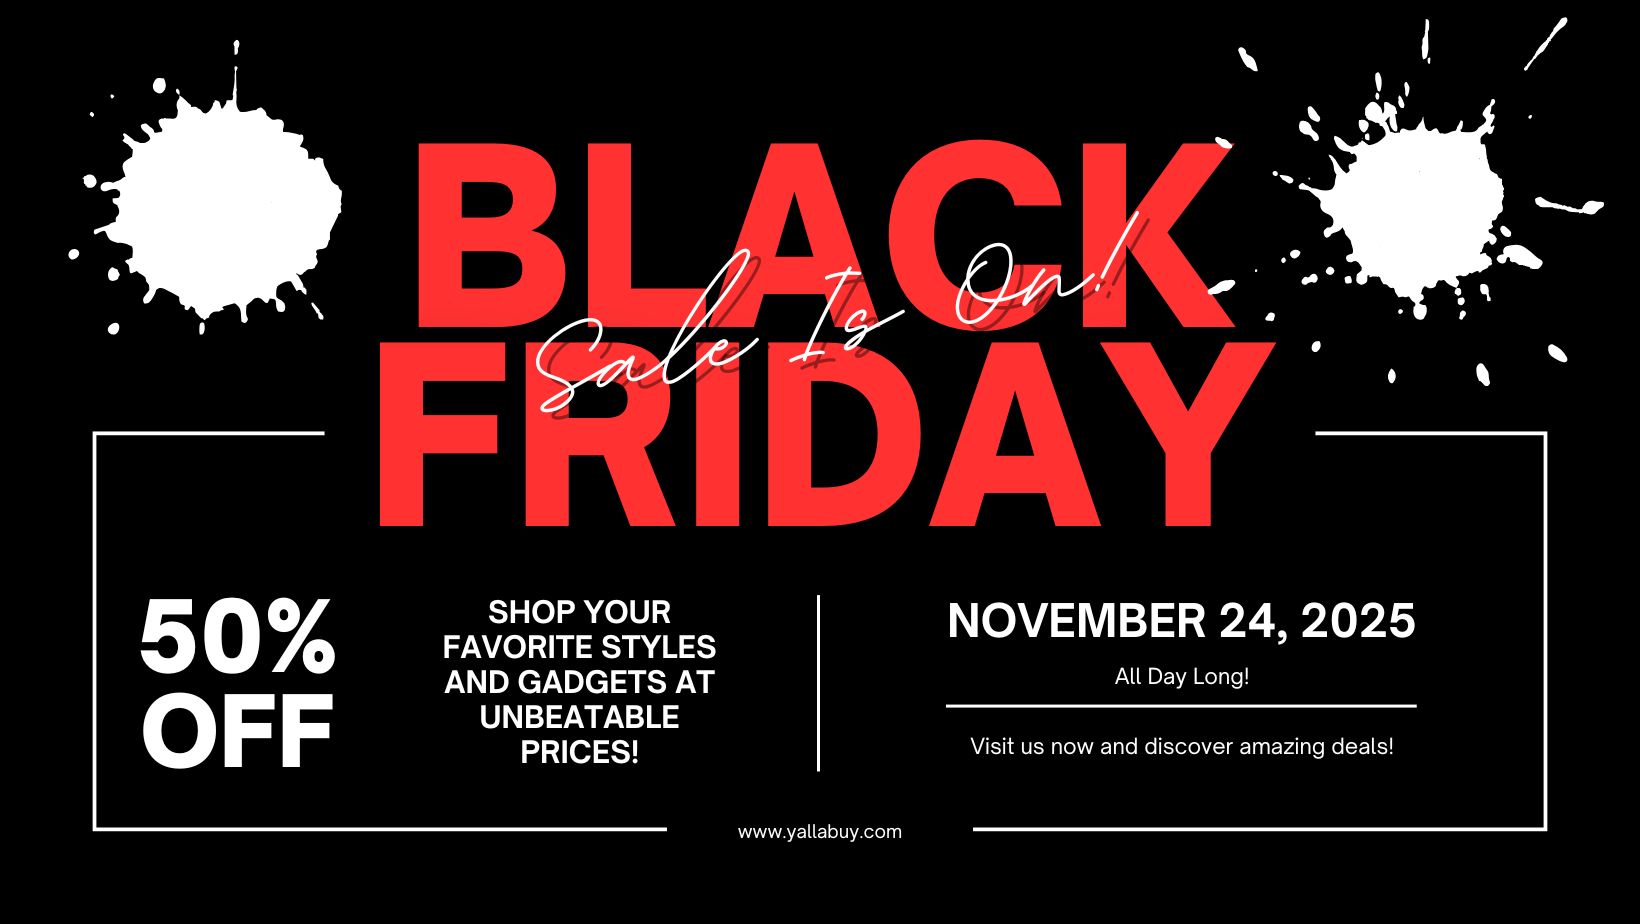 BLACK
Sale Is On!
FRIDAY
50%
OFF
SHOP YOUR
FAVORITE STYLES
AND GADGETS AT
UNBEATABLE
PRICES!
NOVEMBER 24, 2025
All Day Long!
Visit us now and discover amazing deals!
www.yallabuy.com